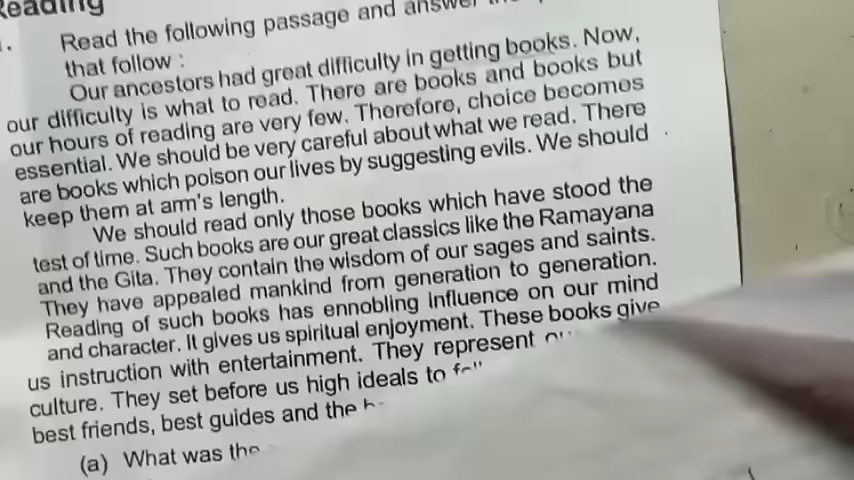 Reading
Read the following passage and answer
that follow :
Our ancestors had great difficulty in getting books. Now,
our difficulty is what to read. There are books and books but
our hours of reading are very few. Therefore, choice becomes
essential. We should be very careful about what we read. There
are books which poison our lives by suggesting evils. We should
keep them at arm's length.
We should read only those books which have stood the
test of time. Such books are our great classics like the Ramayana
and the Gita. They contain the wisdom of our sages and saints.
They have appealed mankind from generation to generation.
Reading of such books has ennobling influence on our mind
and character. It gives us spiritual enjoyment. These books give
us instruction with entertainment. They represent
culture. They set before us high ideals to
best friends, best guides and the
(a) What was the